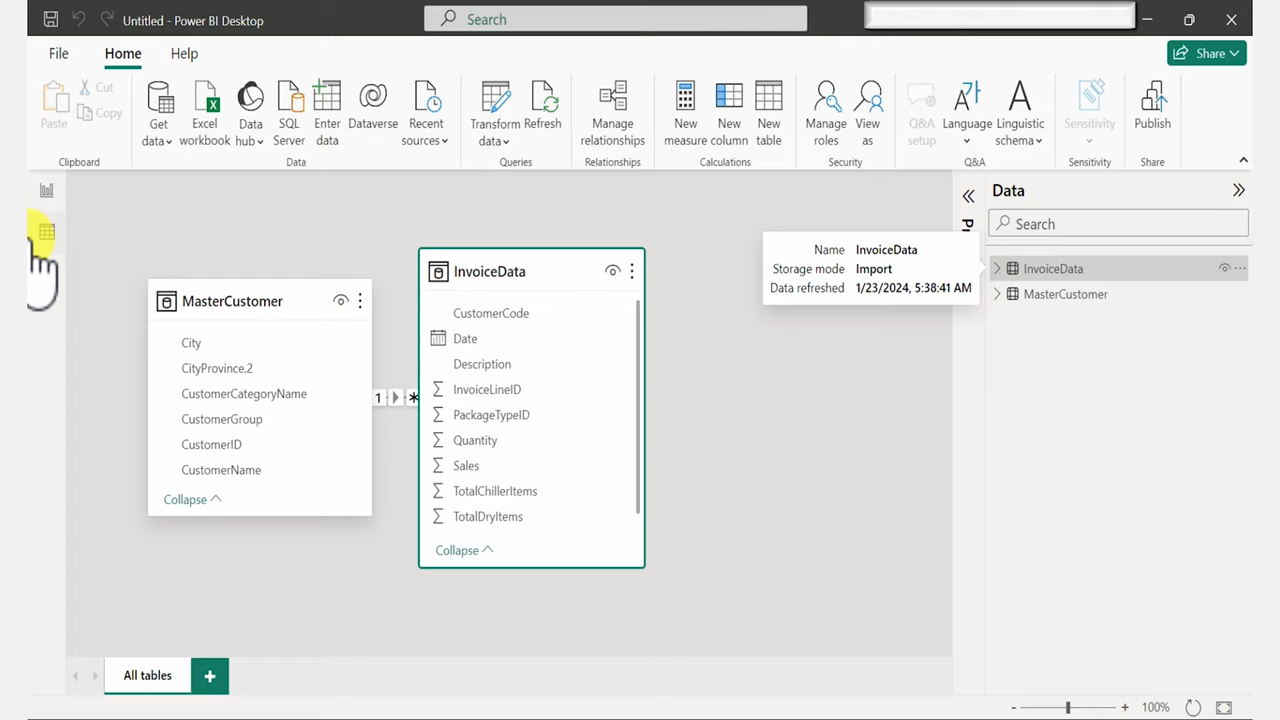 Untitled - Power BI Desktop
Search
File
Home
Help
Share
Paste
Cut
Copy
Get data
Excel workbook
Data hub
SQL Server
Enter data
Dataverse
Recent sources
Transform data
Refresh
Manage relationships
New measure
New column
New table
Manage roles
View as
Q&A setup
Language
Linguistic schema
Sensitivity
Publish
Clipboard
Data
Queries
Relationships
Calculations
Security
Q&A
Sensitivity
Share
MasterCustomer
City
CityProvince.2
CustomerCategoryName
CustomerGroup
CustomerID
CustomerName
Collapse
1
*
InvoiceData
CustomerCode
Date
Description
InvoiceLineID
PackageTypeID
Quantity
Sales
TotalChillerItems
TotalDryItems
Collapse
Name InvoiceData
Storage mode Import
Data refreshed 1/23/2024, 5:38:41 AM
Data
Search
InvoiceData
MasterCustomer
All tables
100%